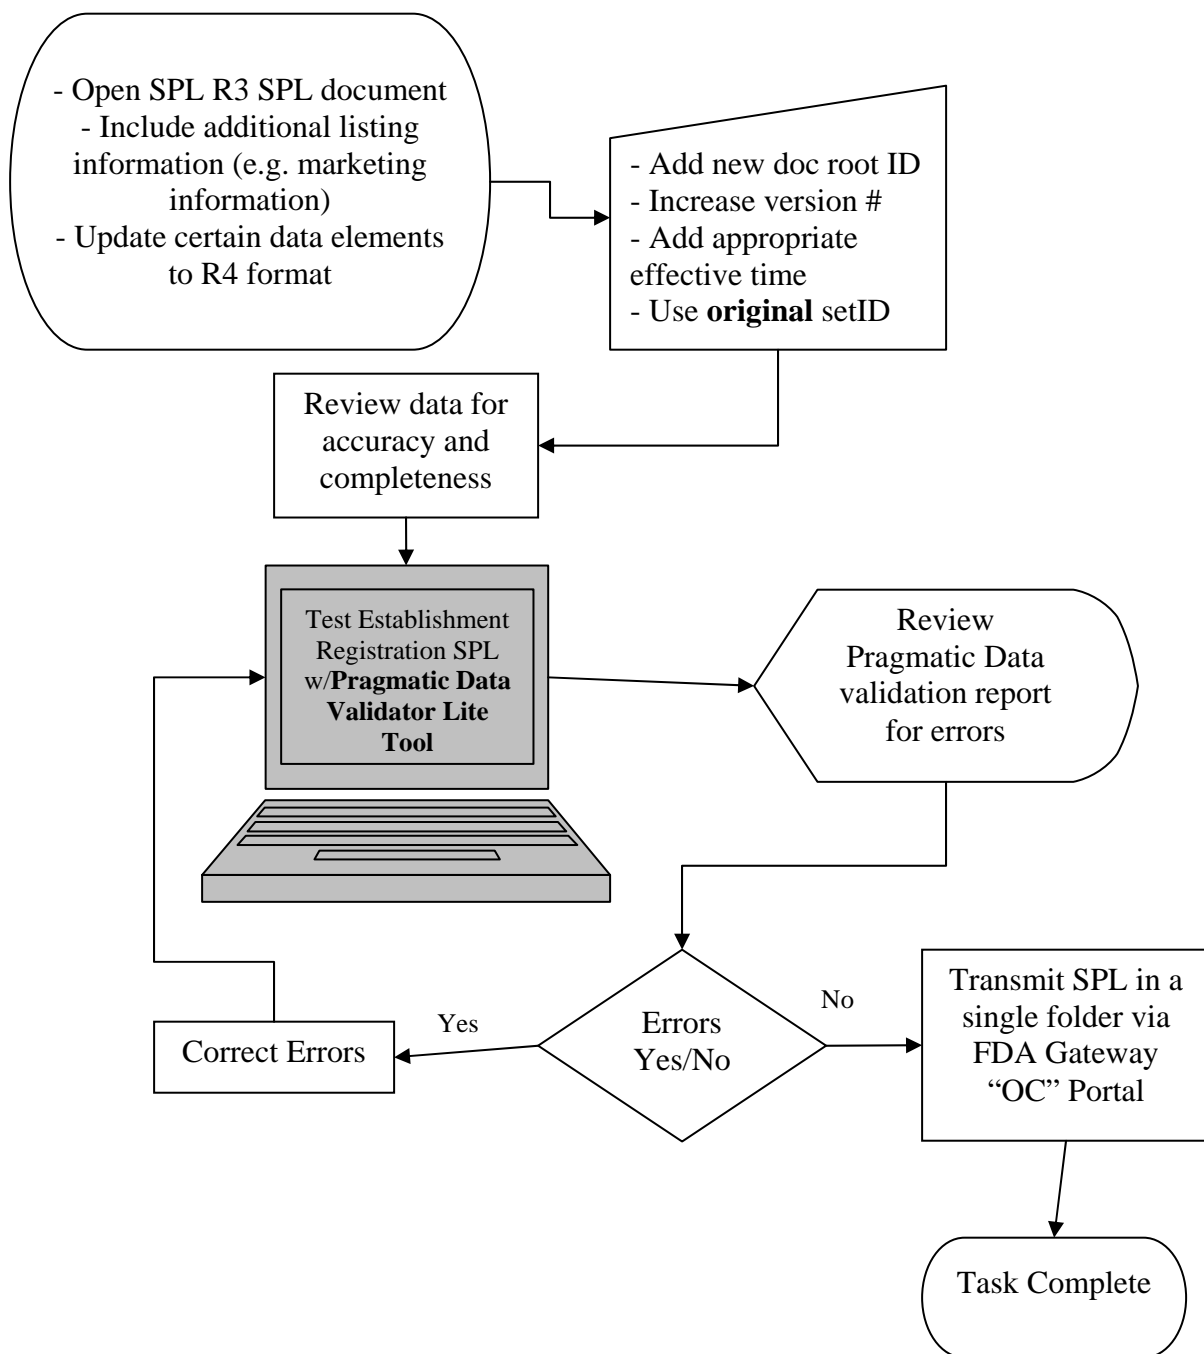 - Open SPL R3 SPL document
- Include additional listing
information (e.g. marketing
information)
- Update certain data elements
to R4 format
- Add new doc root ID
- Increase version #
- Add appropriate
effective time
- Use original setID
Review data for
accuracy and
completeness
Test Establishment
Registration SPL
w/Pragmatic Data
Validator Lite
Tool
Review
Pragmatic Data
validation report
for errors
Errors
Yes/No
Yes
No
Correct Errors
Transmit SPL in a
single folder via
FDA Gateway
“OC” Portal
Task Complete